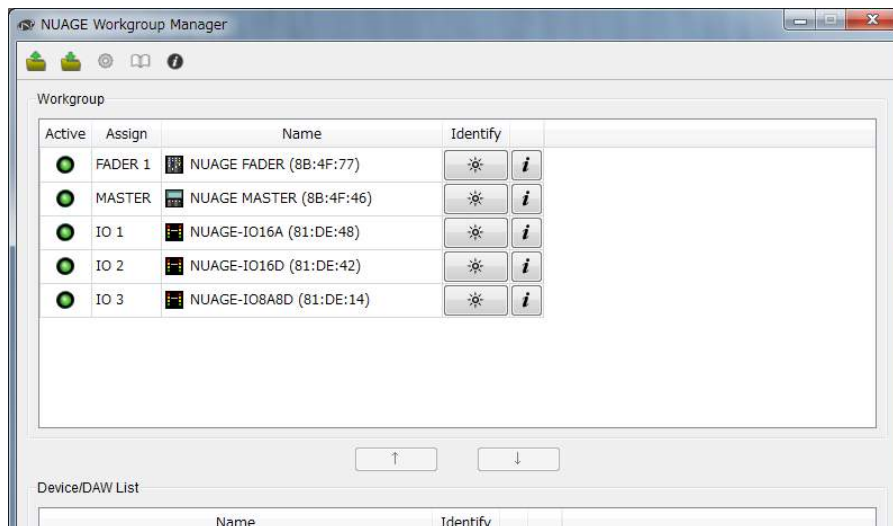 NUAGE Workgroup Manager
Workgroup
Active Assign Name Identify
FADER 1 NUAGE FADER (8B:4F:77) i
MASTER NUAGE MASTER (8B:4F:46) i
IO 1 NUAGE-IO16A (81:DE:48) i
IO 2 NUAGE-IO16D (81:DE:42) i
IO 3 NUAGE-IO8A8D (81:DE:14) i
↑ ↓
Device/DAW List
Name Identify